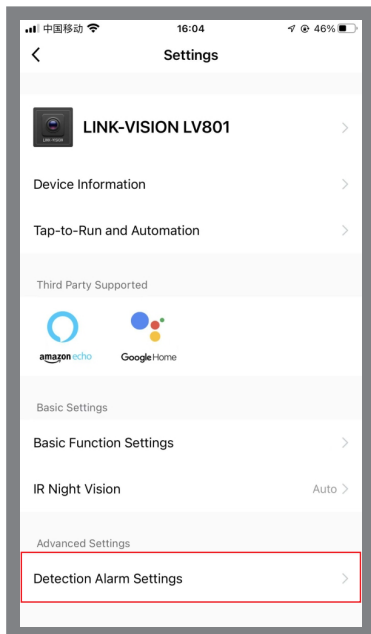 中国移动 16:04 46%
Settings
LINK-VISION
LINK-VISION LV801
Device Information
Tap-to-Run and Automation
Third Party Supported
amazon echo Google Home
Basic Settings
Basic Function Settings
IR Night Vision Auto
Advanced Settings
Detection Alarm Settings